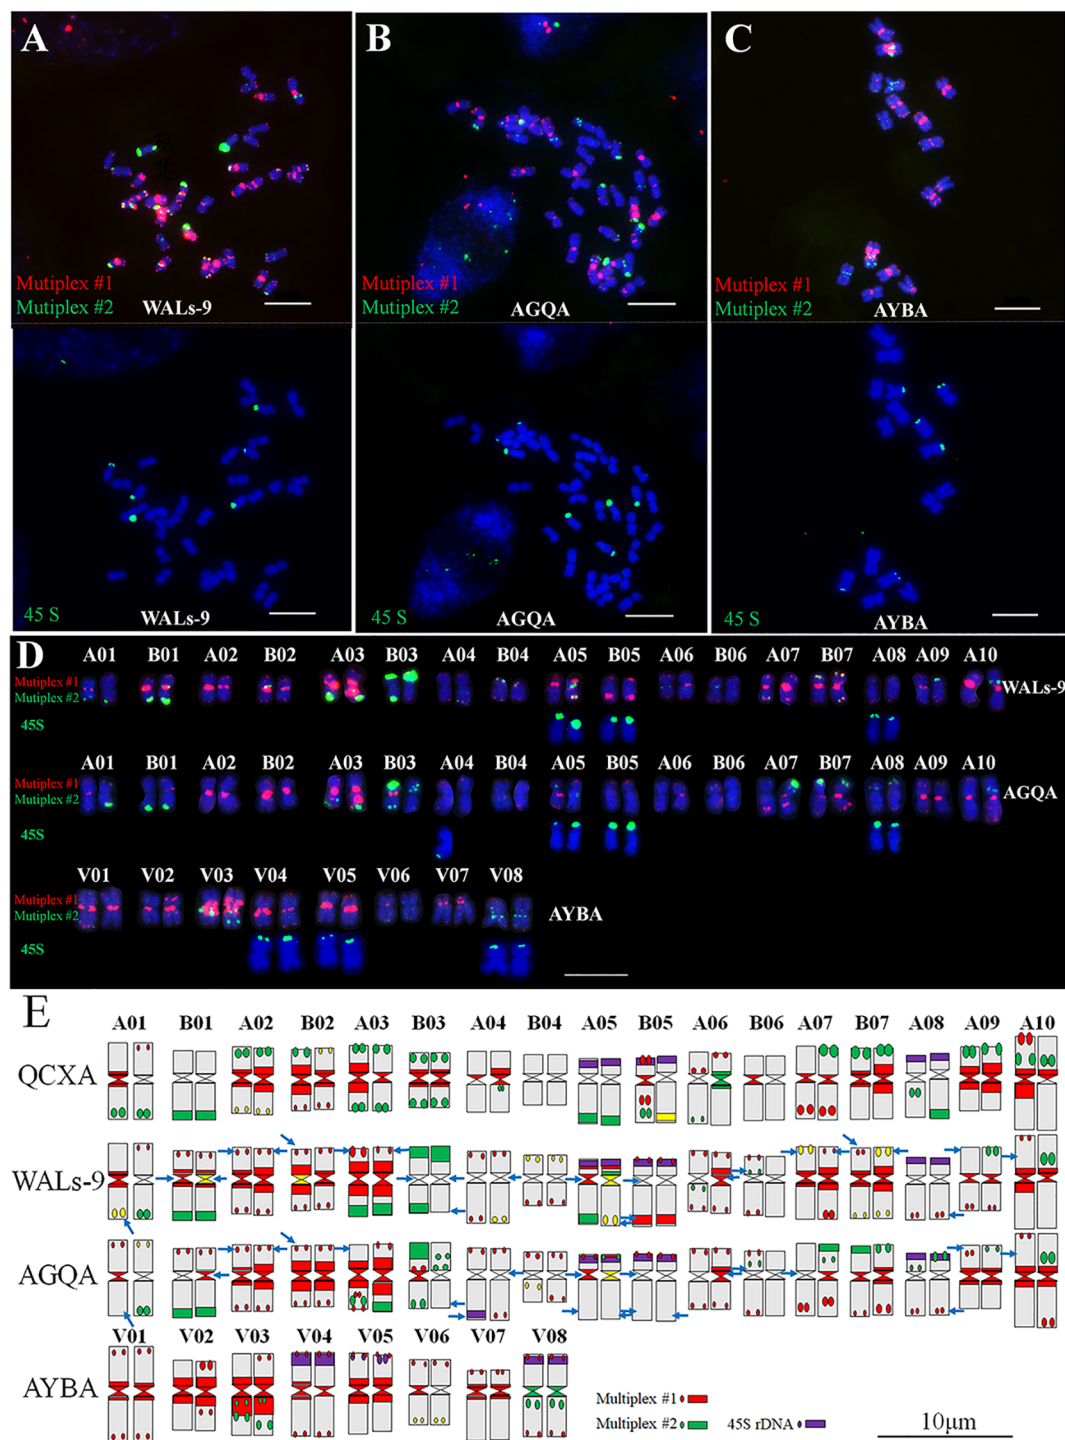 A B C
Mutiplex #1
Mutiplex #2
WALs-9
Mutiplex #1
Mutiplex #2
AGQA
Mutiplex #1
Mutiplex #2
AYBA
45 S
WALs-9
45 S
AGQA
45 S
AYBA
D
A01 B01 A02 B02 A03 B03 A04 B04 A05 B05 A06 B06 A07 B07 A08 A09 A10
Mutiplex #1
Mutiplex #2
WALs-9
45S
A01 B01 A02 B02 A03 B03 A04 B04 A05 B05 A06 B06 A07 B07 A08 A09 A10
Mutiplex #1
Mutiplex #2
AGQA
45S
V01 V02 V03 V04 V05 V06 V07 V08
Mutiplex #1
Mutiplex #2
AYBA
45S
E
A01 B01 A02 B02 A03 B03 A04 B04 A05 B05 A06 B06 A07 B07 A08 A09 A10
QCXA
WALs-9
AGQA
V01 V02 V03 V04 V05 V06 V07 V08
AYBA
Multiplex #1
Multiplex #2
45S rDNA
10μm